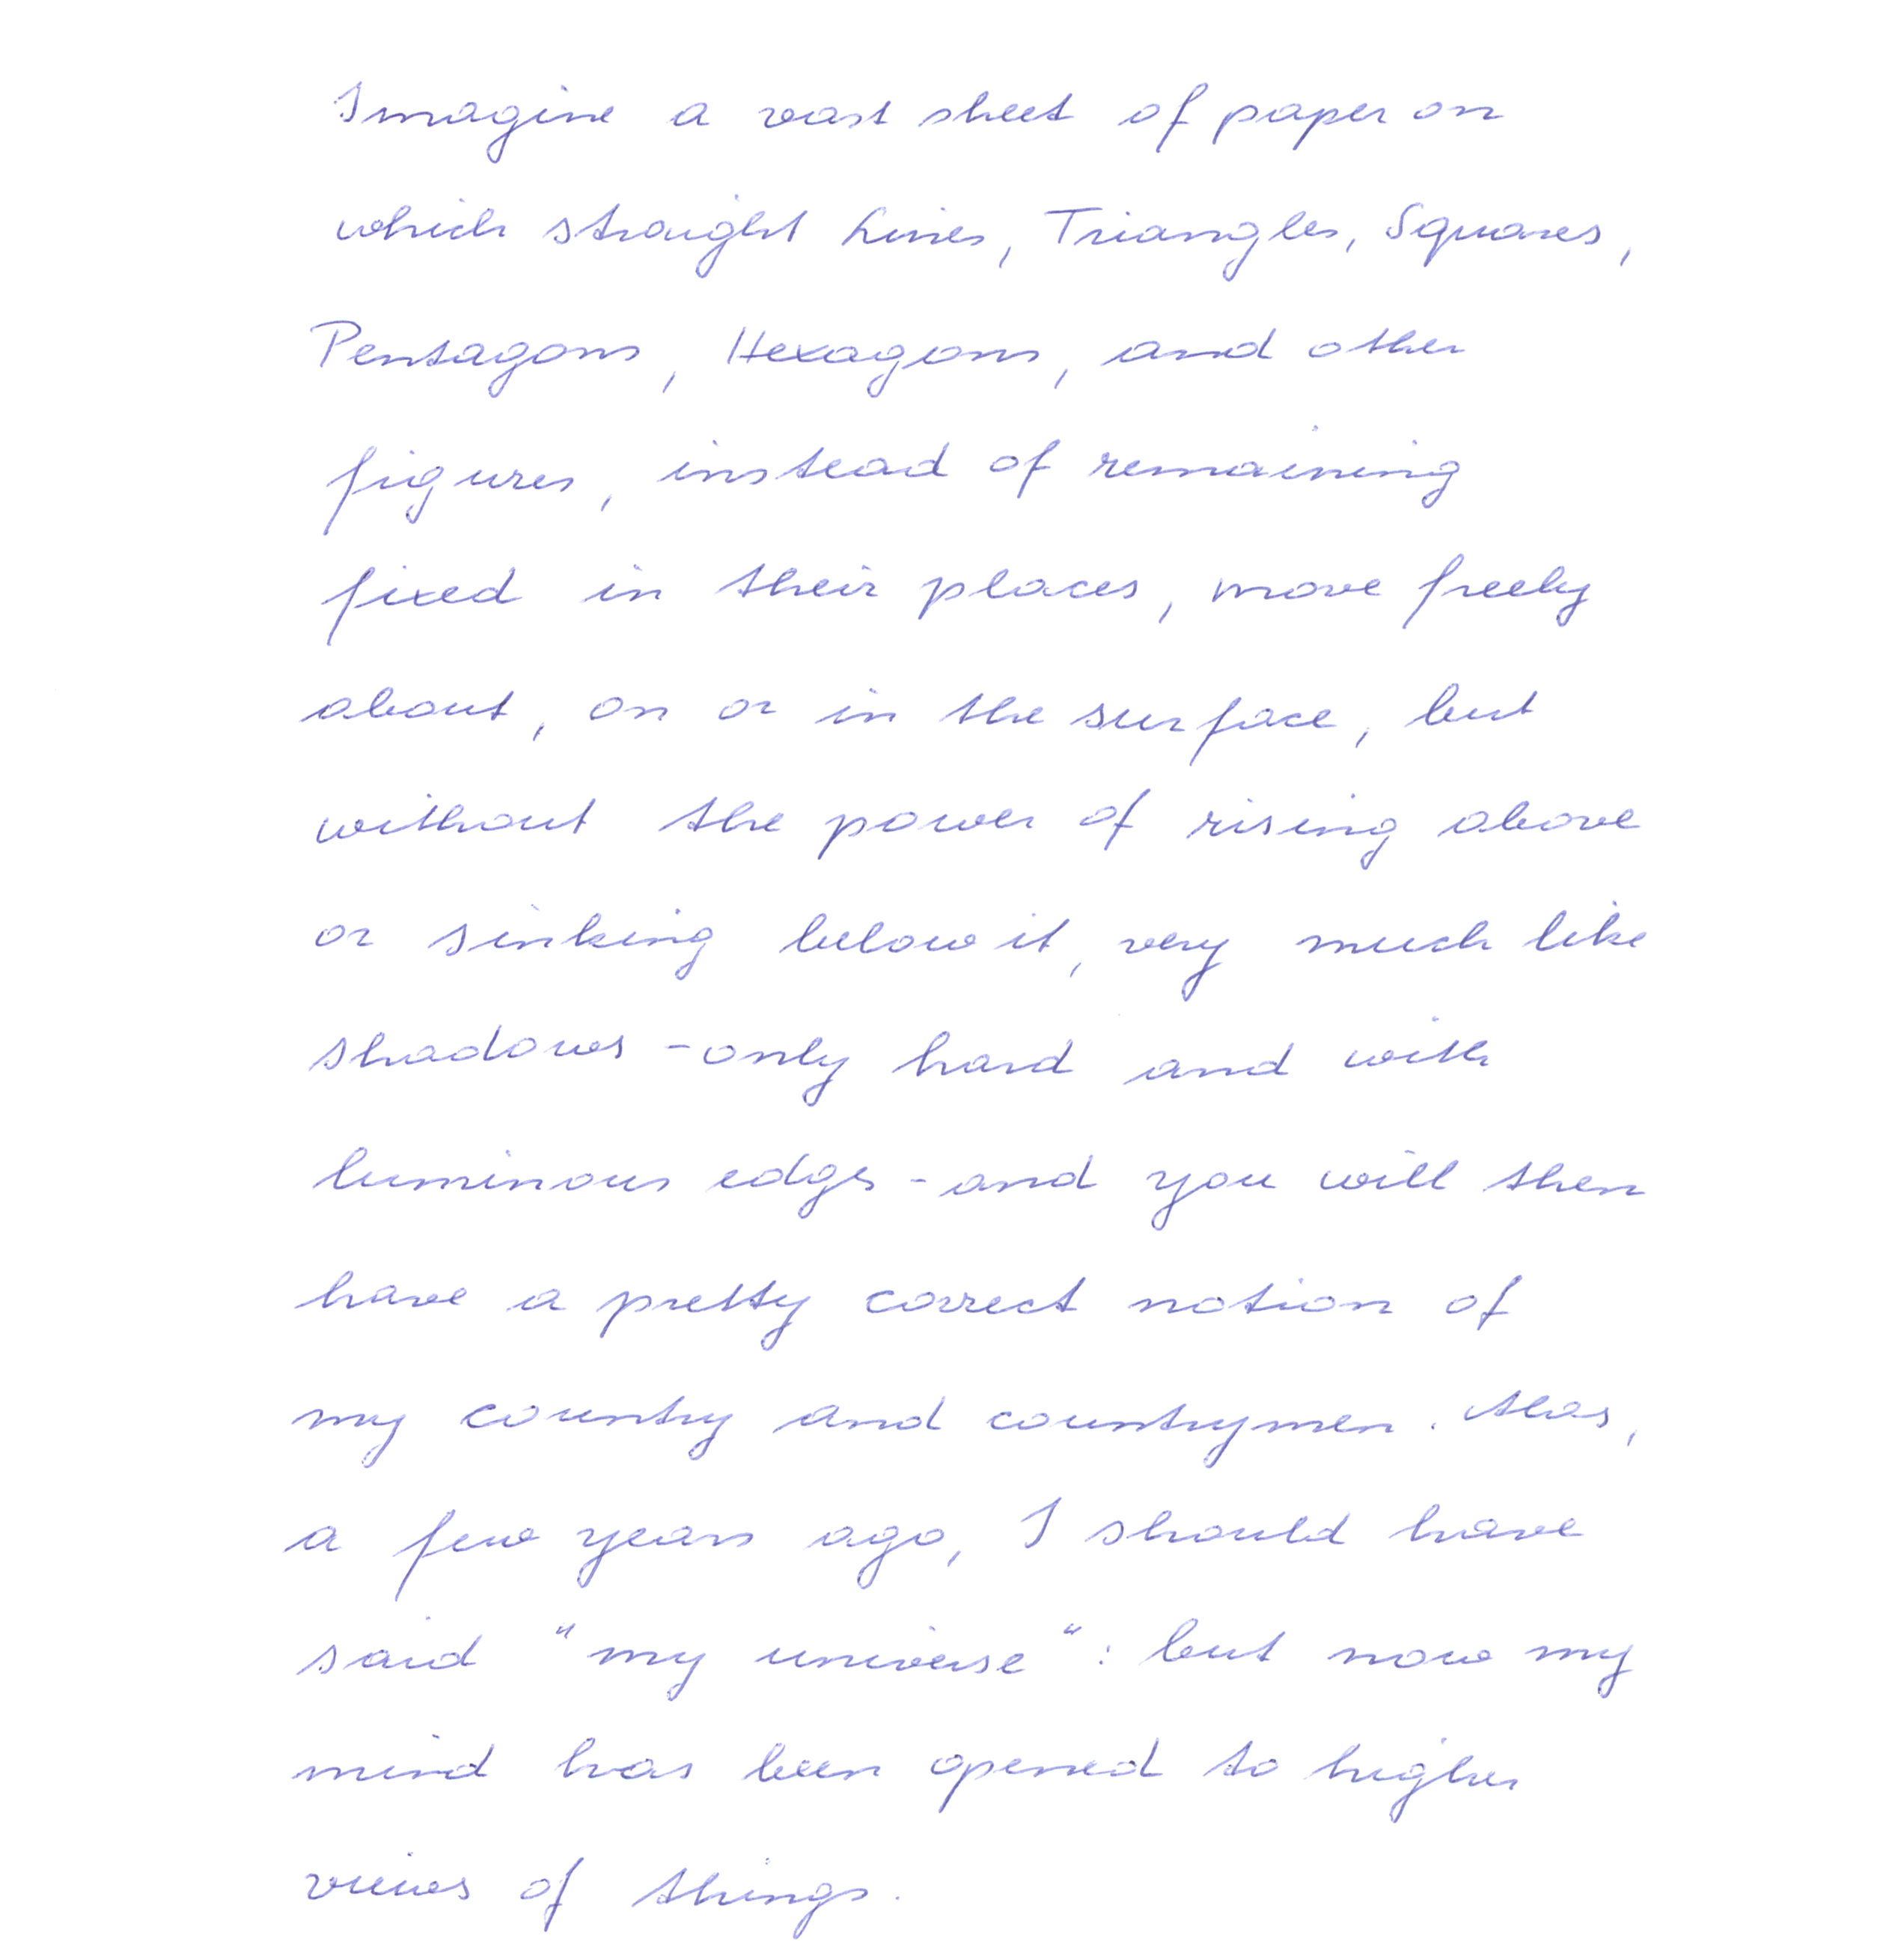 Imagine a vast sheet of paper on
which straight Lines, Triangles, Squares,
Pentagons, Hexagons, and other
figures, instead of remaining
fixed in their places, move freely
about, on or in the surface, but
without the power of rising above
or sinking below it, very much like
shadows - only hard and with
luminous edges - and you will then
have a pretty correct notion of
my country and countrymen. Alas,
a few years ago, I should have
said "my universe": but now my
mind has been opened to higher
views of things.